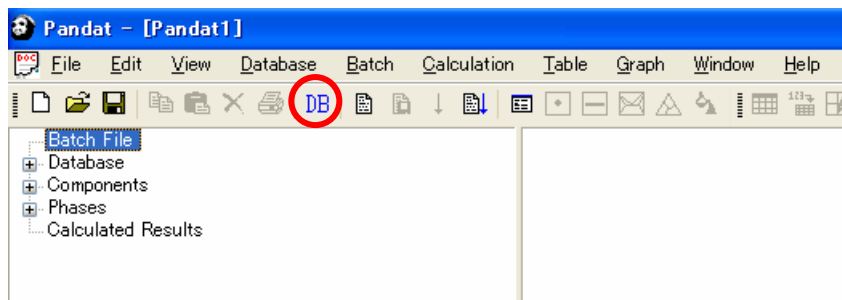 Pandat - [Pandat1]
File Edit View Database Batch Calculation Table Graph Window Help
DB
Batch File
Database
Components
Phases
Calculated Results